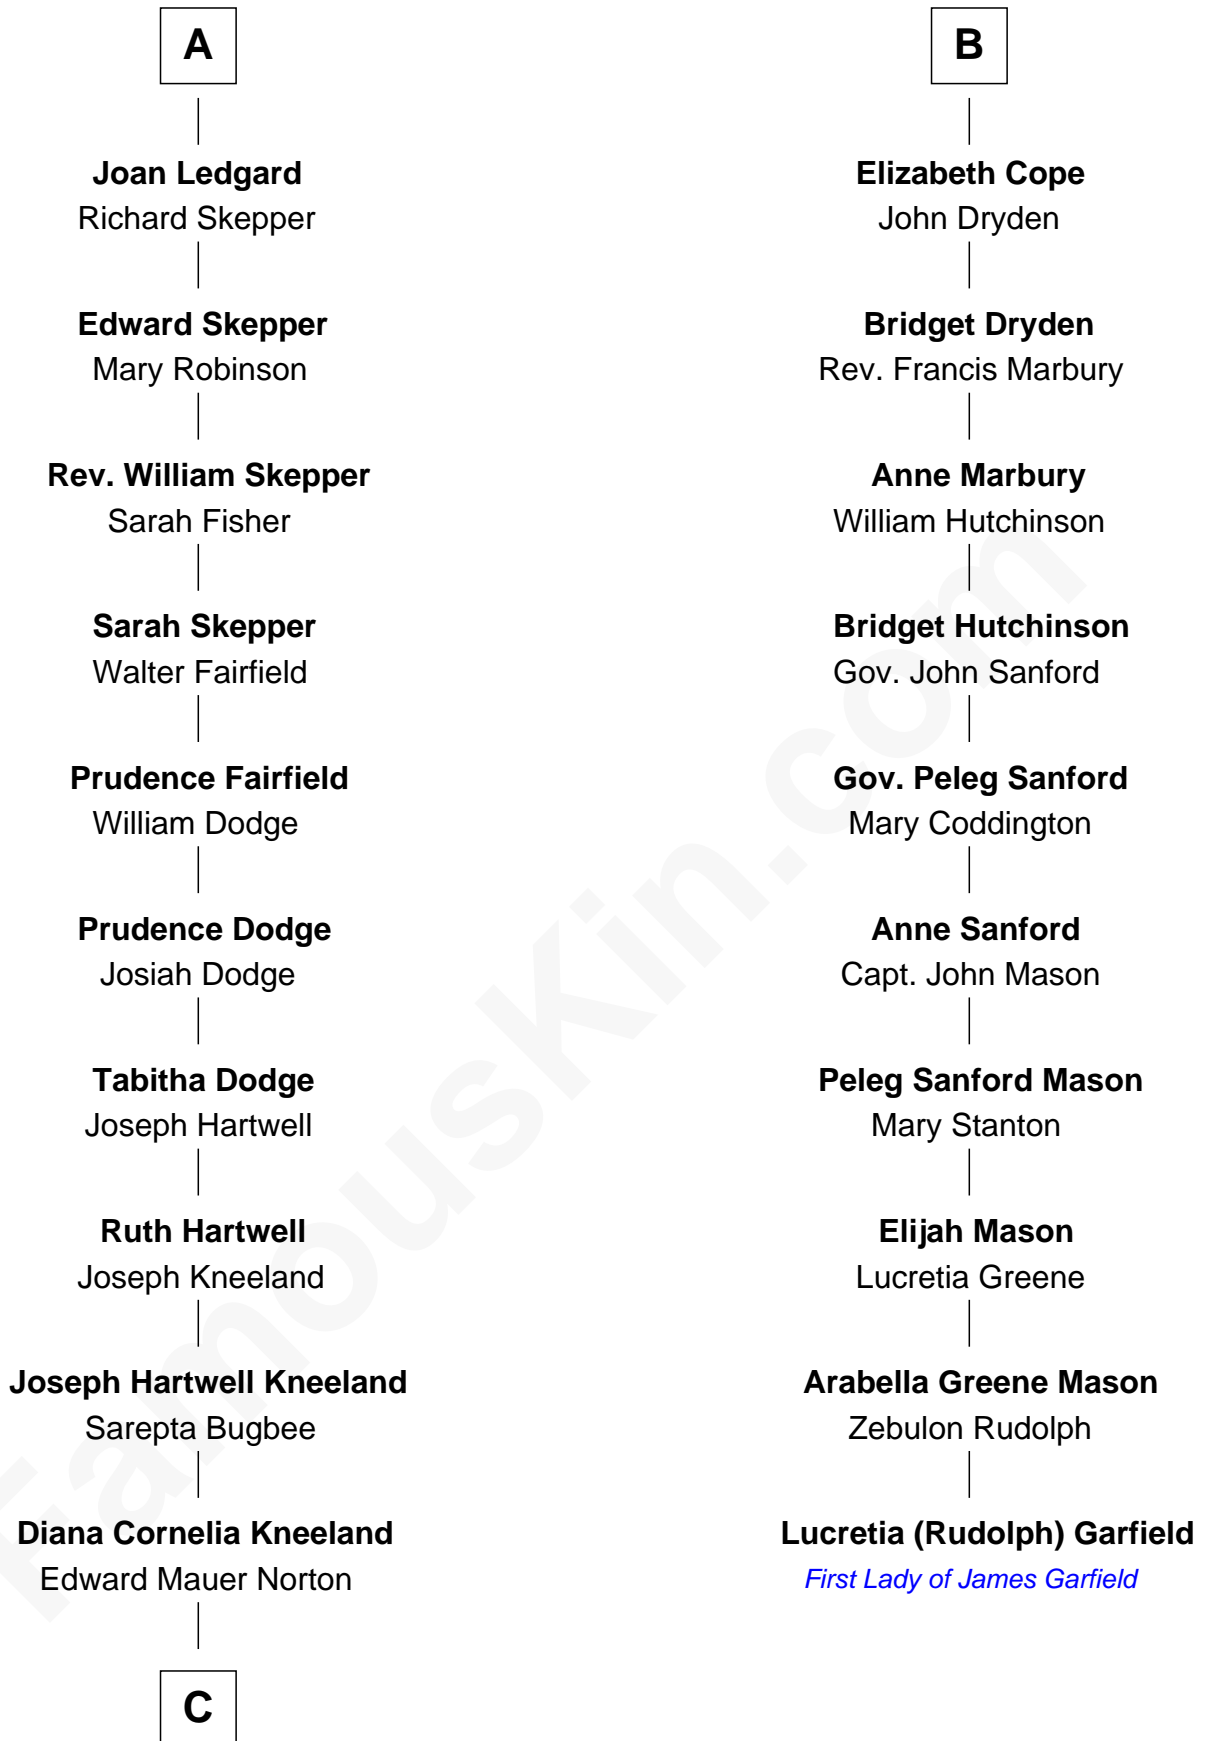 A
Joan Ledgard
Richard Skepper
Edward Skepper
Mary Robinson
Rev. William Skepper
Sarah Fisher
Sarah Skepper
Walter Fairfield
Prudence Fairfield
William Dodge
Prudence Dodge
Josiah Dodge
Tabitha Dodge
Joseph Hartwell
Ruth Hartwell
Joseph Kneeland
Joseph Hartwell Kneeland
Sarepta Bugbee
Diana Cornelia Kneeland
Edward Mauer Norton
C
B
Elizabeth Cope
John Dryden
Bridget Dryden
Rev. Francis Marbury
Anne Marbury
William Hutchinson
Bridget Hutchinson
Gov. John Sanford
Gov. Peleg Sanford
Mary Coddington
Anne Sanford
Capt. John Mason
Peleg Sanford Mason
Mary Stanton
Elijah Mason
Lucretia Greene
Arabella Greene Mason
Zebulon Rudolph
Lucretia (Rudolph) Garfield
First Lady of James Garfield
FamousKin.com